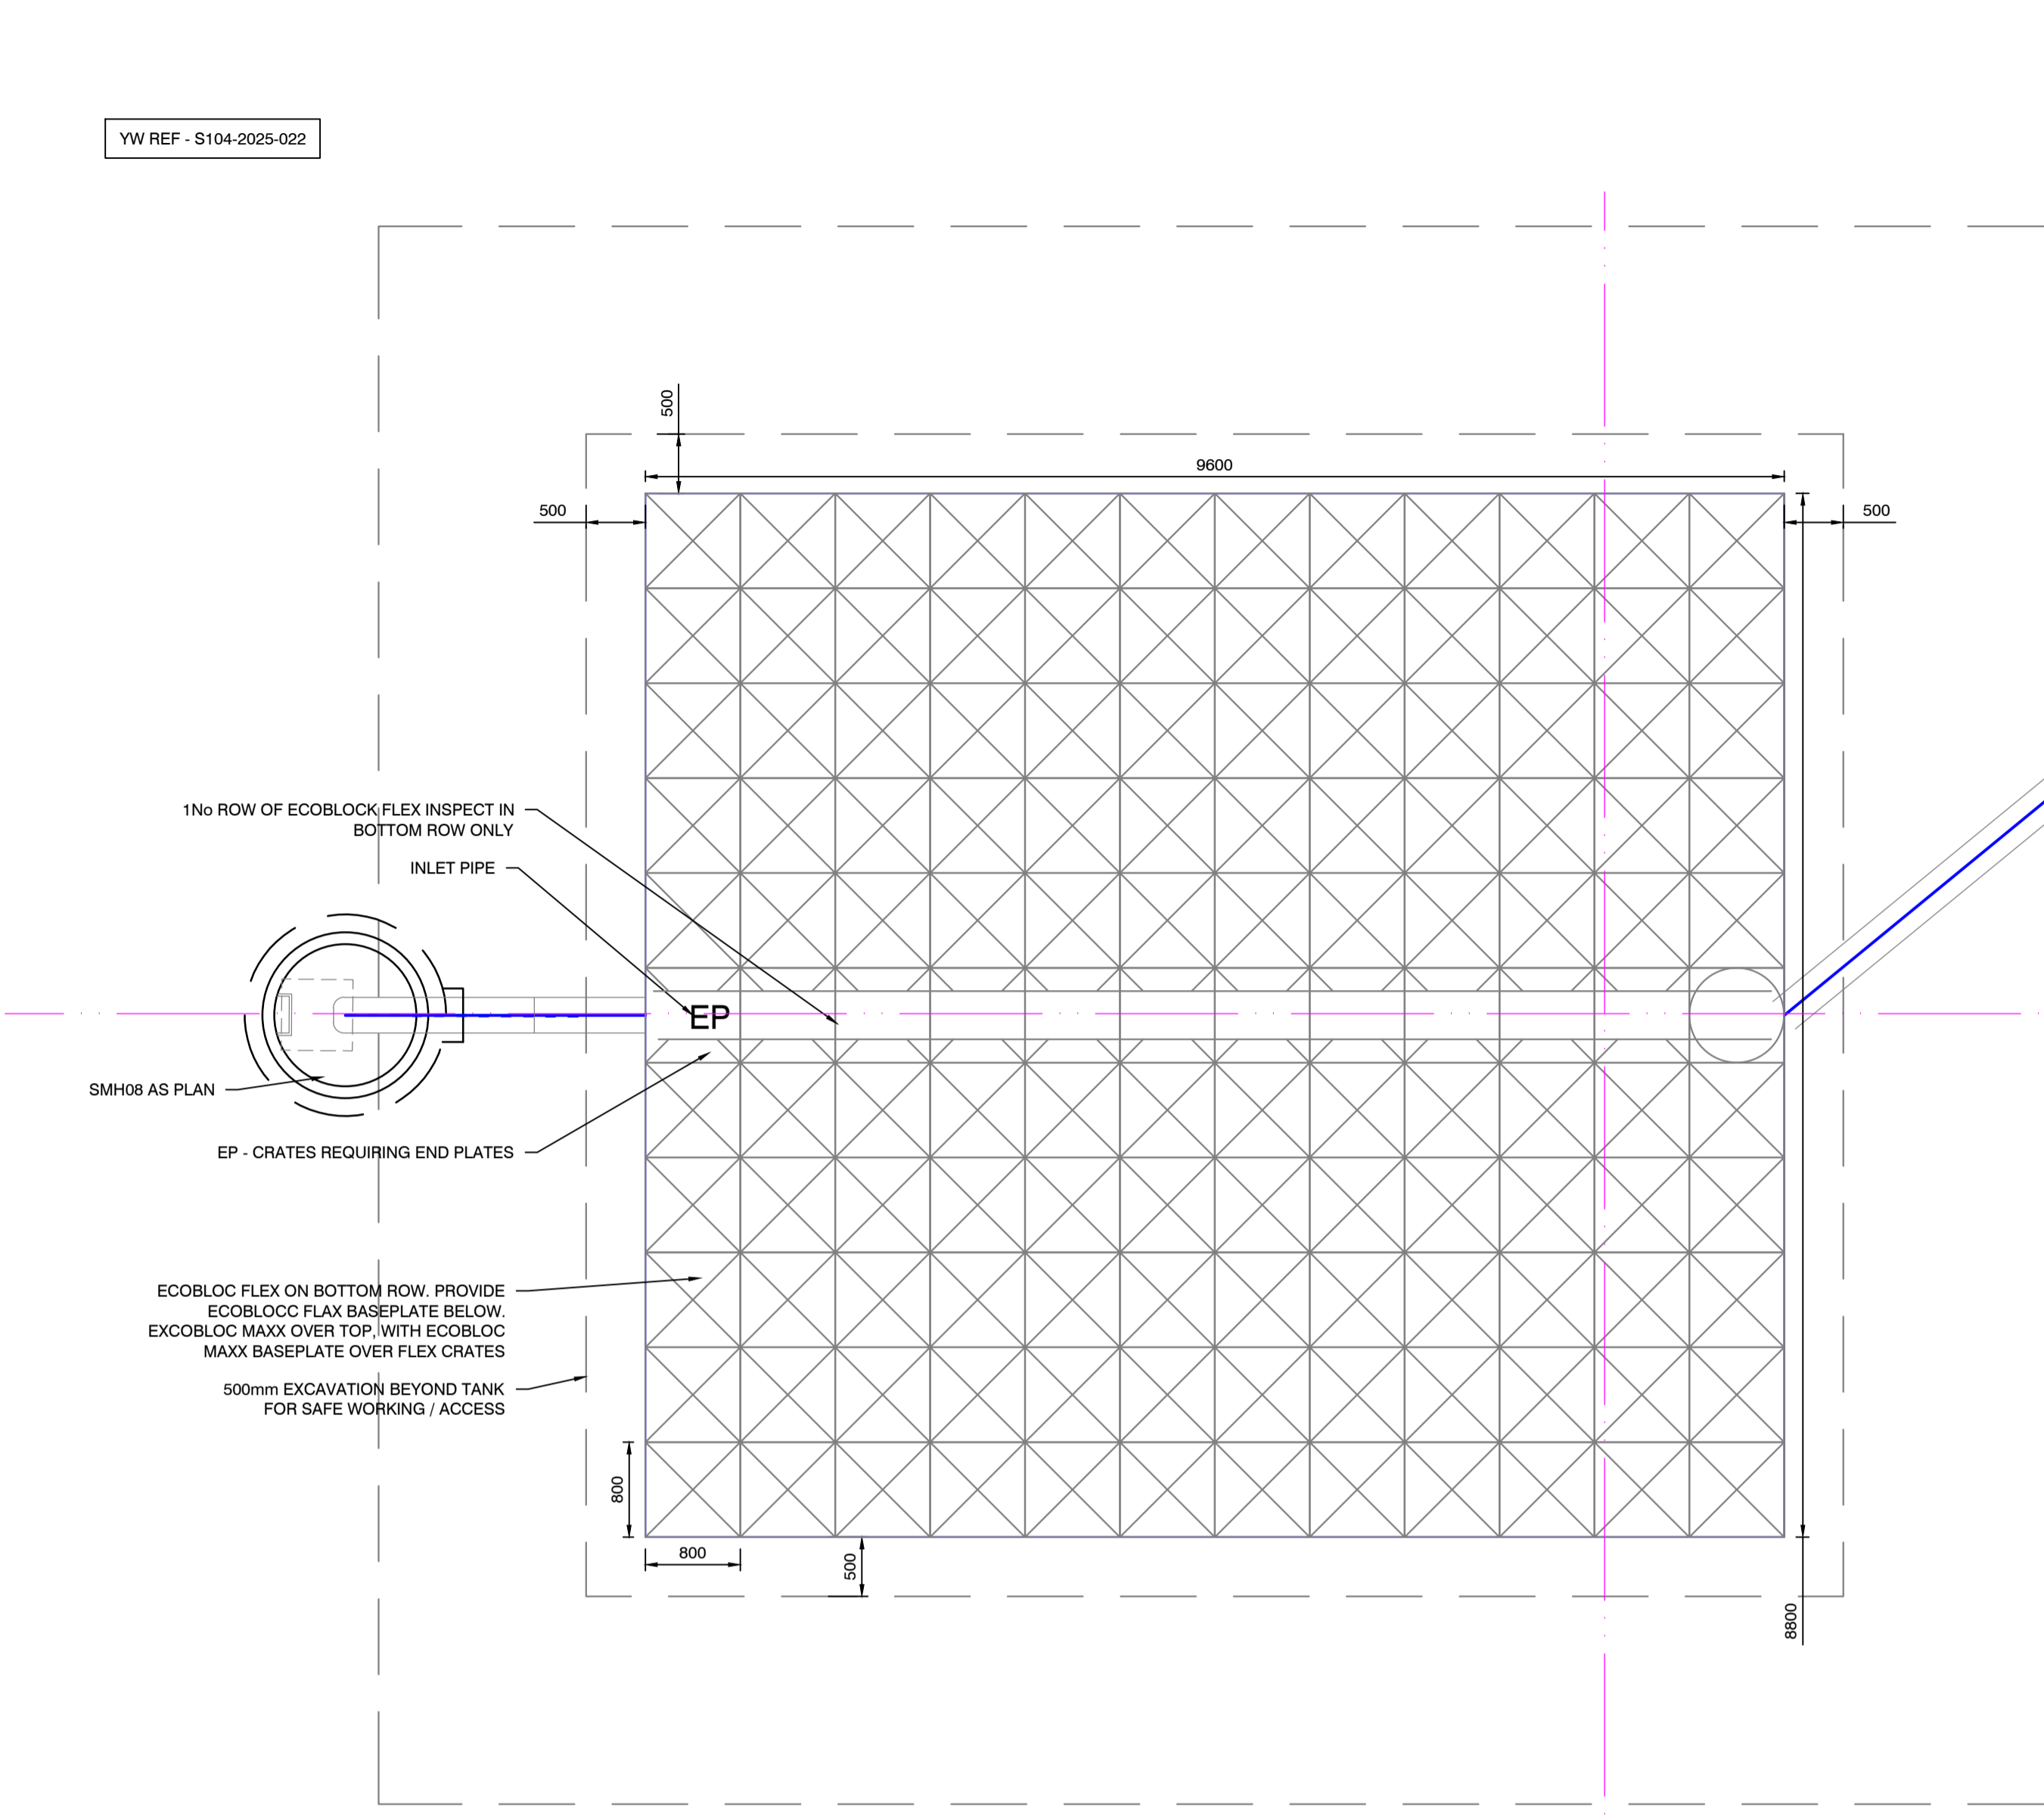 YW REF - S104-2025-022
500
9600
500
500
1No ROW OF ECOBLOCK FLEX INSPECT IN
BOTTOM ROW ONLY
INLET PIPE
EP
SMH08 AS PLAN
EP - CRATES REQUIRING END PLATES
ECOBLOC FLEX ON BOTTOM ROW. PROVIDE
ECOBLOCC FLAX BASEPLATE BELOW.
EXCOBLOC MAXX OVER TOP, WITH ECOBLOC
MAXX BASEPLATE OVER FLEX CRATES
500mm EXCAVATION BEYOND TANK
FOR SAFE WORKING / ACCESS
800
800
500
8800